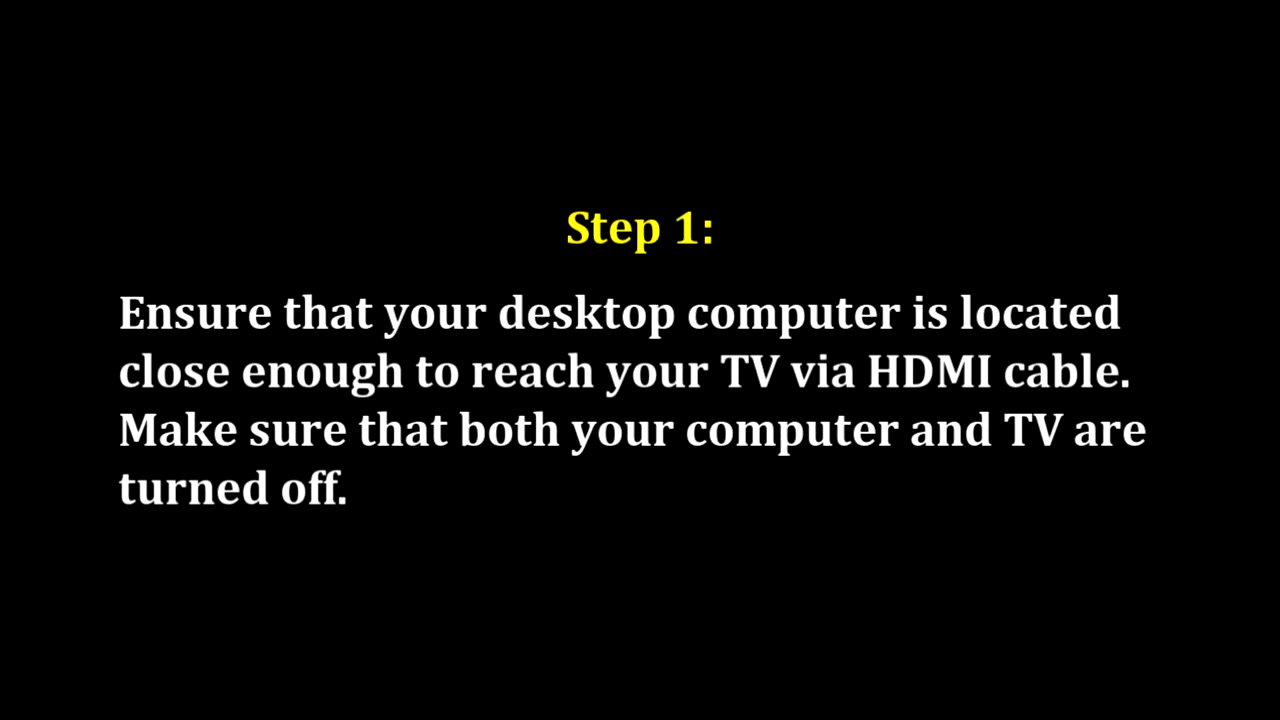 Step 1:
Ensure that your desktop computer is located
close enough to reach your TV via HDMI cable.
Make sure that both your computer and TV are
turned off.